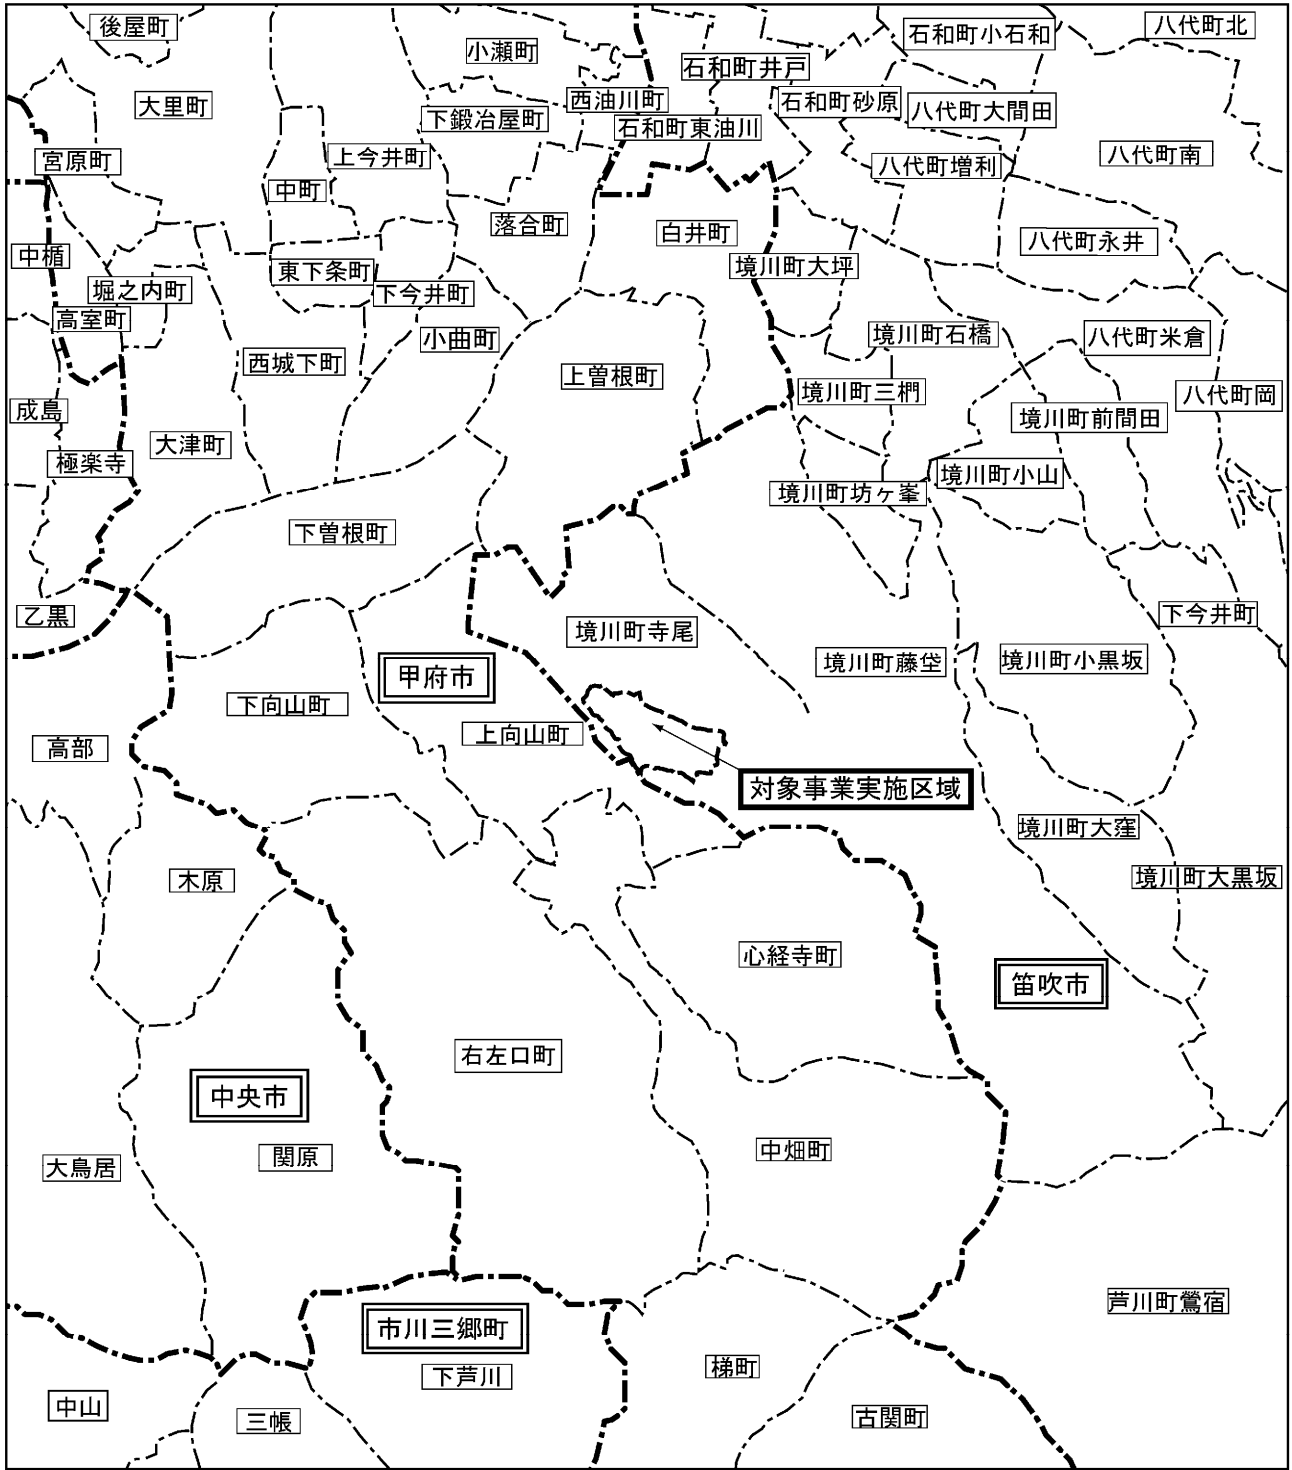 後屋町
八代町北
小瀬町
石和町小石和
石和町井戸
大里町
西油川町
石和町砂原
八代町大間田
下鍛冶屋町
石和町東油川
宮原町
上今井町
八代町増利
八代町南
中町
落合町
白井町
中楯
八代町永井
東下条町
境川町大坪
堀之内町
下今井町
高室町
小曲町
境川町石橋
八代町米倉
西城下町
上曽根町
境川町三椚
八代町岡
成島
境川町前間田
大津町
極楽寺
境川町小山
境川町坊ヶ峯
下曽根町
乙黒
下今井町
境川町寺尾
境川町藤垈
境川町小黒坂
甲府市
下向山町
上向山町
高部
対象事業実施区域
境川町大窪
木原
境川町大黒坂
心経寺町
笛吹市
右左口町
中央市
関原
中畑町
大鳥居
芦川町鶯宿
市川三郷町
下芦川
梯町
中山
三帳
古関町